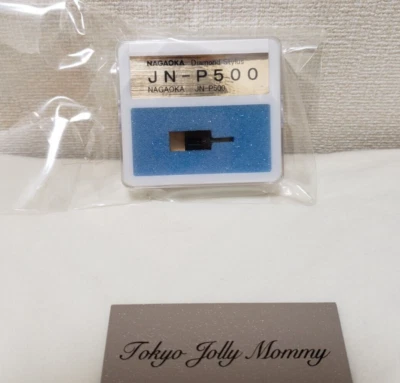 NAGAOKA Diamond Stylus
JN-P500
NAGAOKA JN-P500
Tokyo Jolly Mommy